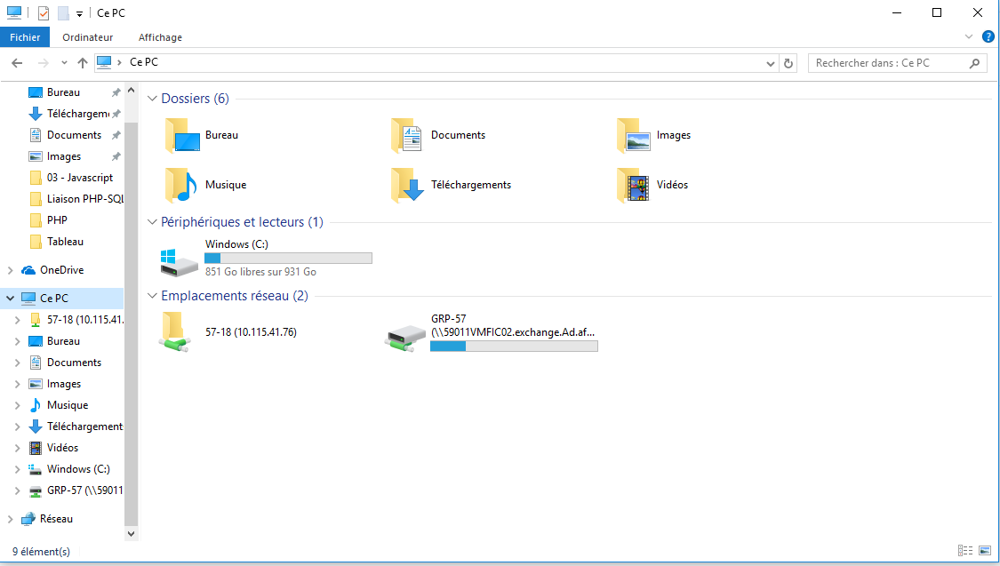 Ce PC
Fichier
Ordinateur
Affichage
Ce PC
Rechercher dans : Ce PC
Bureau
Téléchargem
Documents
Images
03 - Javascript
Liaison PHP-SQL
PHP
Tableau
OneDrive
Ce PC
57-18 (10.115.41.
Bureau
Documents
Images
Musique
Téléchargement
Vidéos
Windows (C:)
GRP-57 (\\59011
Réseau
Dossiers (6)
Bureau
Documents
Images
Musique
Téléchargements
Vidéos
Périphériques et lecteurs (1)
Windows (C:)
851 Go libres sur 931 Go
Emplacements réseau (2)
57-18 (10.115.41.76)
GRP-57
(\\59011VMFIC02.exchange.Ad.af...
9 élément(s)